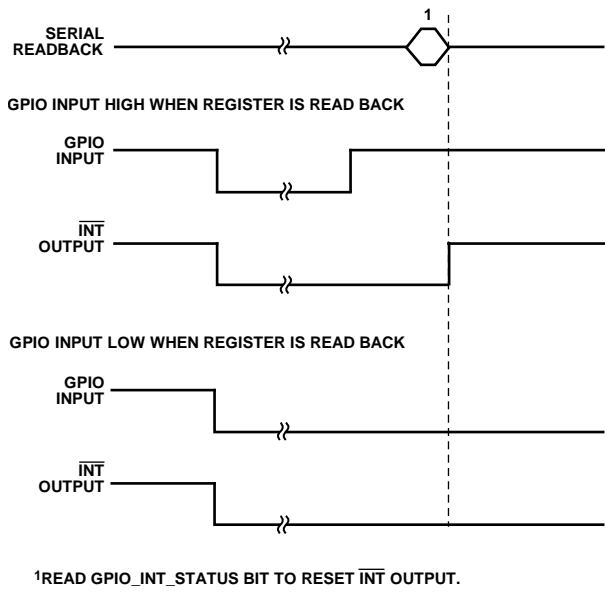 1
SERIAL
READBACK
GPIO INPUT HIGH WHEN REGISTER IS READ BACK
GPIO
INPUT
INT
OUTPUT
GPIO INPUT LOW WHEN REGISTER IS READ BACK
GPIO
INPUT
INT
OUTPUT
1READ GPIO_INT_STATUS BIT TO RESET INT OUTPUT.